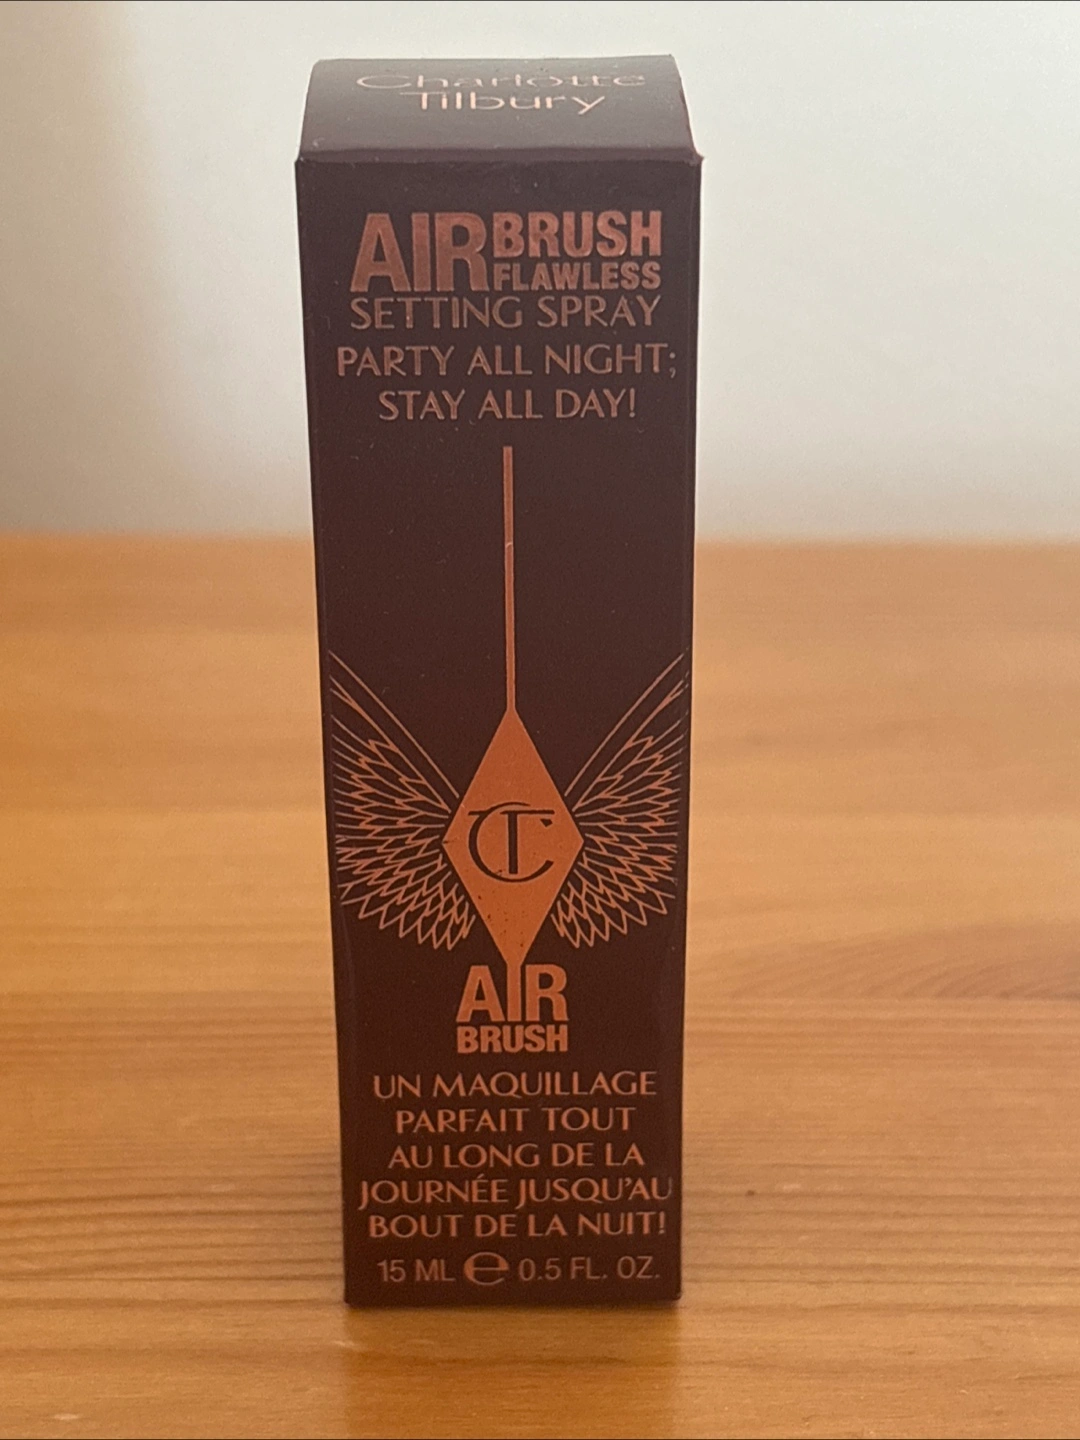 Charlotte
Tilbury
AIRBRUSH
FLAWLESS
SETTING SPRAY
PARTY ALL NIGHT;
STAY ALL DAY!
CT
AIR
BRUSH
UN MAQUILLAGE
PARFAIT TOUT
AU LONG DE LA
JOURNÉE JUSQU'AU
BOUT DE LA NUIT!
15 ML ℮ 0.5 FL. OZ.